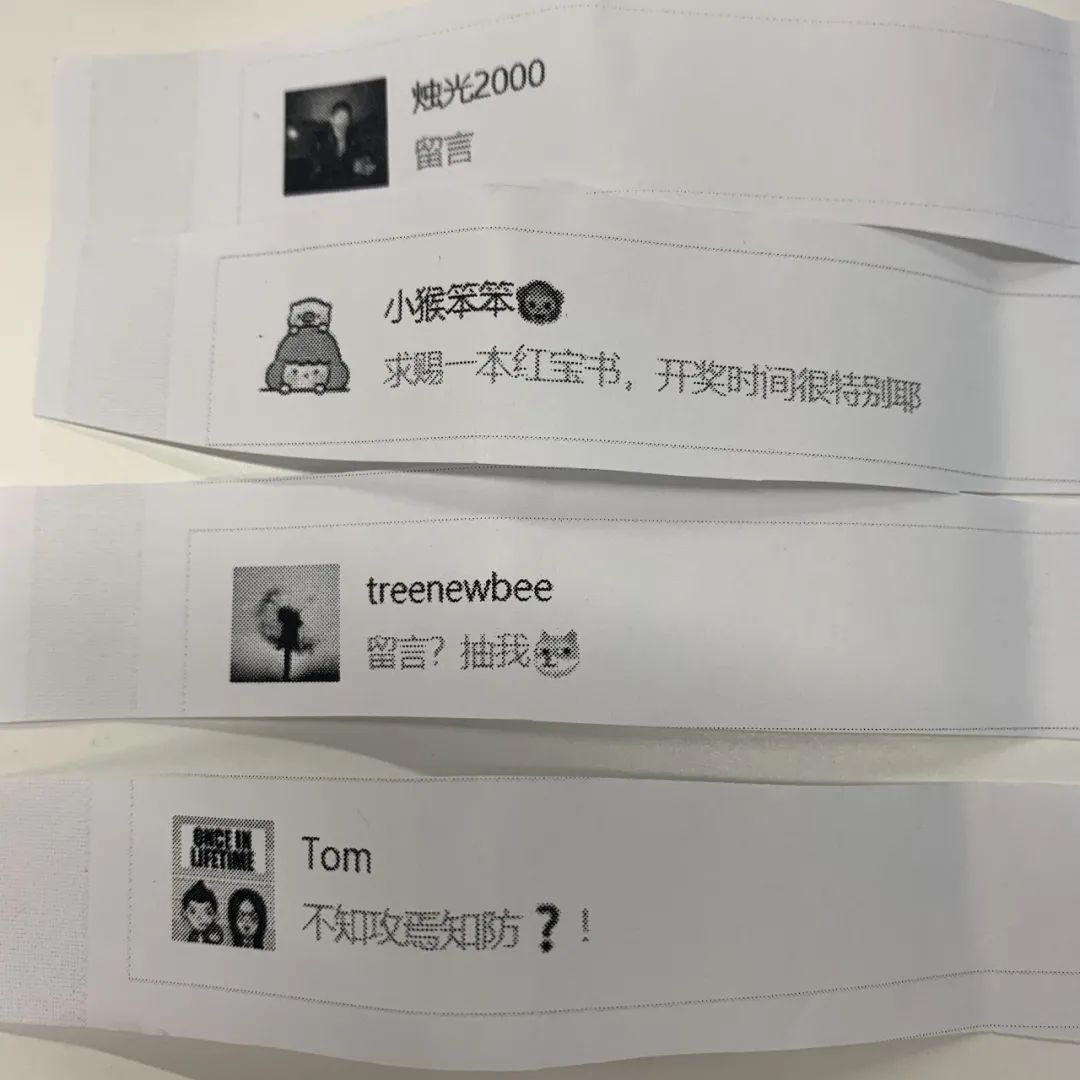 烛光2000
留言
小猴笨笨🐵
求赐一本红宝书，开奖时间很特别耶
treenewbee
留言？抽我🐱
ONCE IN
LIFETIME
Tom
不知攻焉知防❓！